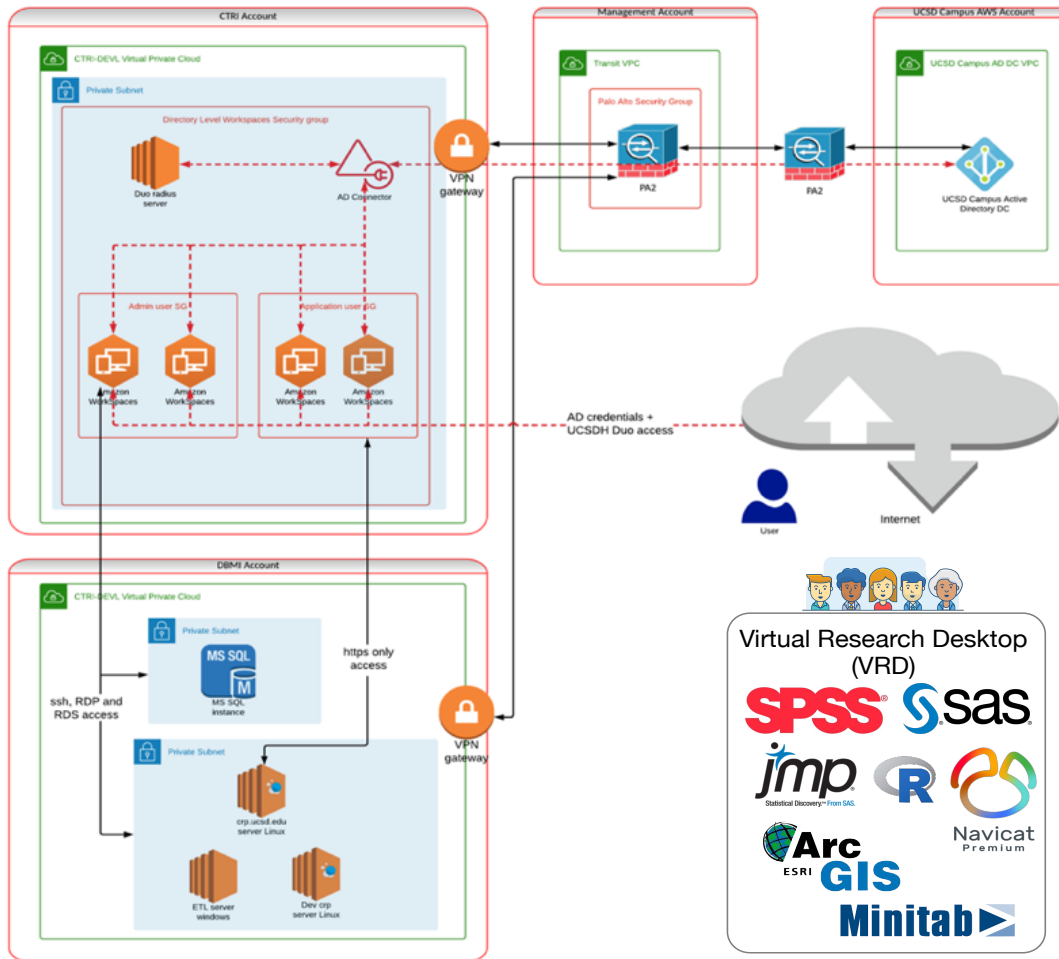 CTRI Account
CTRI-DEVL Virtual Private Cloud
Private Subnet
Directory Level Workspaces Security group
Duo radius
server
AD Connector
VPN
gateway
Admin user SG
Application user SG
Amazon
WorkSpaces
Amazon
WorkSpaces
Amazon
WorkSpaces
Amazon
WorkSpaces
Management Account
Transit VPC
Palo Alto Security Group
PA2
PA2
UCSD Campus AWS Account
UCSD Campus AD DC VPC
UCSD Campus Active
Directory DC
AD credentials +
UCSDH Duo access
User
Internet
DBMI Account
CTRI-DEVL Virtual Private Cloud
Private Subnet
MS SQL
M
MS SQL
instance
ssh, RDP and
RDS access
https only
access
VPN
gateway
Private Subnet
crp.ucsd.edu
server Linux
ETL server
windows
Dev crp
server Linux
Virtual Research Desktop
(VRD)
SPSS®
S.sas®
jmp®
Statistical Discovery.™ From SAS.
R
Navicat
Premium
Arc
ESRI GIS
Minitab